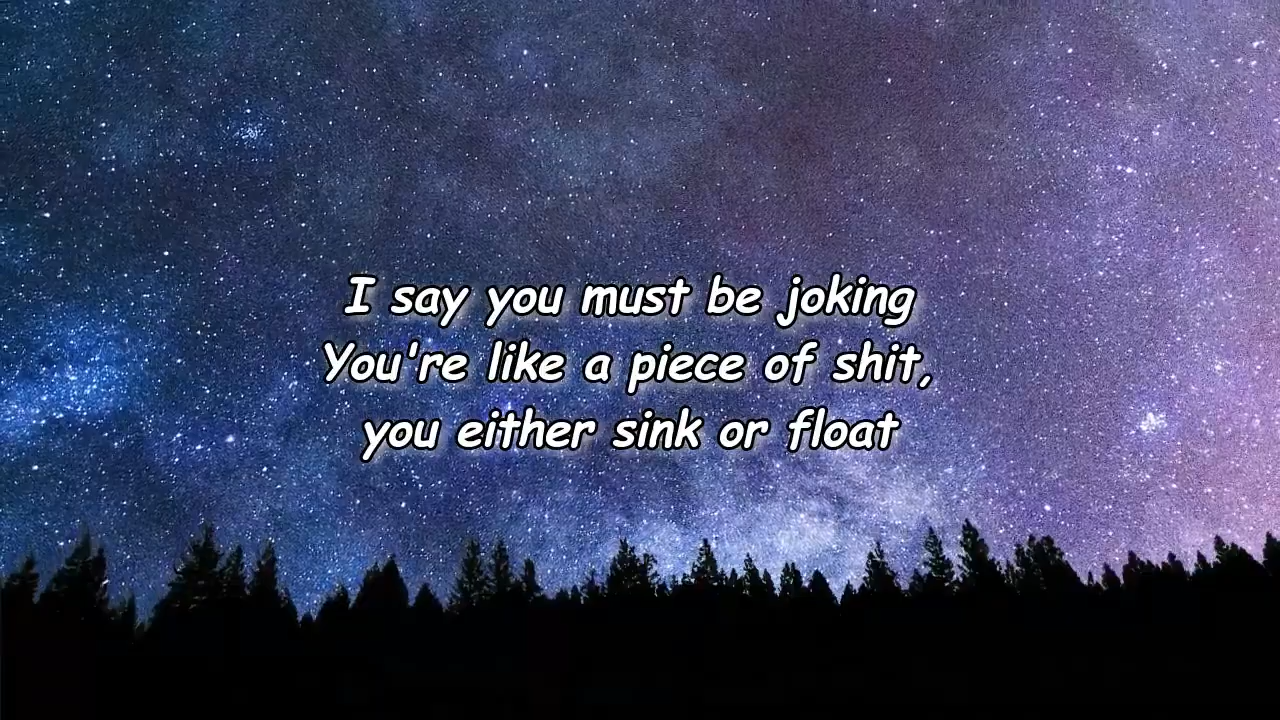 I say you must be joking
You're like a piece of shit,
you either sink or float